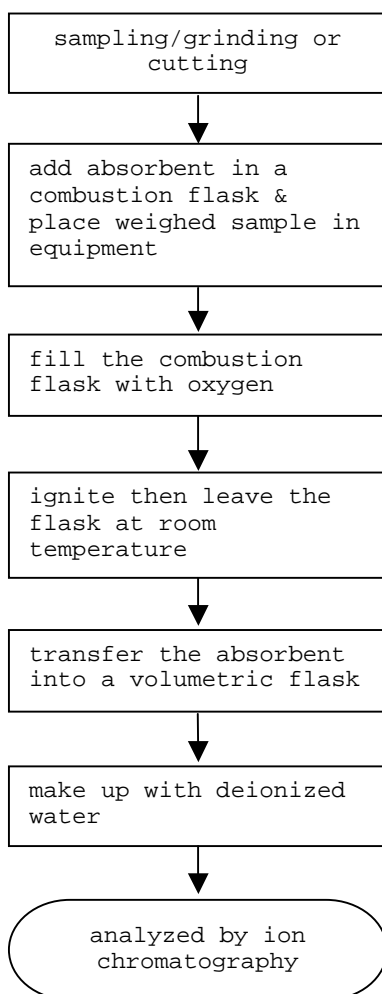 sampling/grinding or
cutting
add absorbent in a
combustion flask &
place weighed sample in
equipment
fill the combustion
flask with oxygen
ignite then leave the
flask at room
temperature
transfer the absorbent
into a volumetric flask
make up with deionized
water
analyzed by ion
chromatography